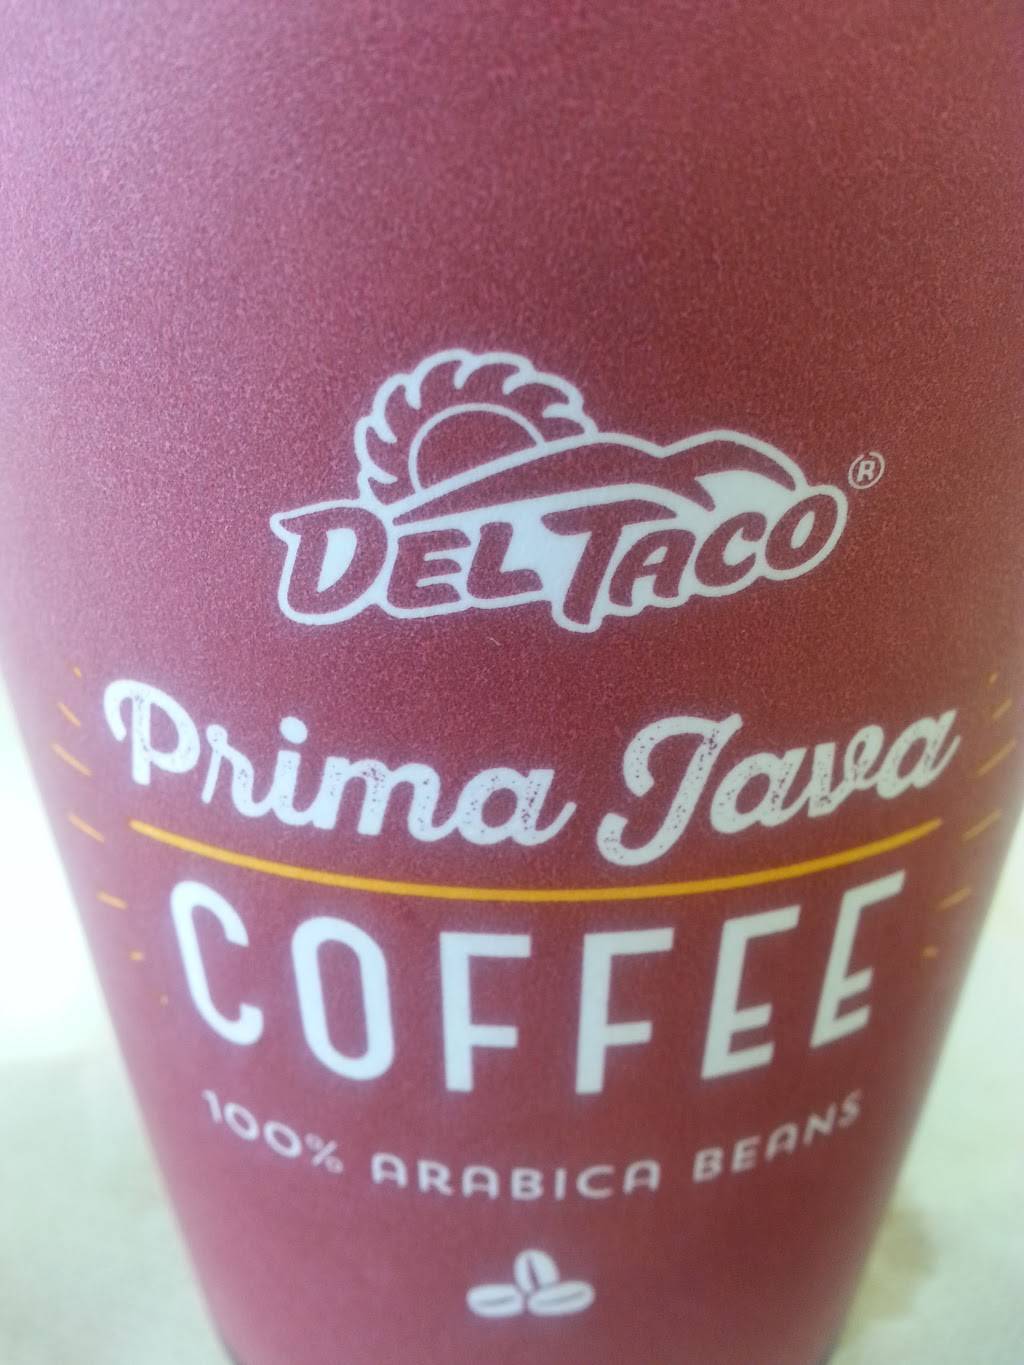 DEL TACO ®
Prima Java
COFFEE
100% ARABICA BEANS